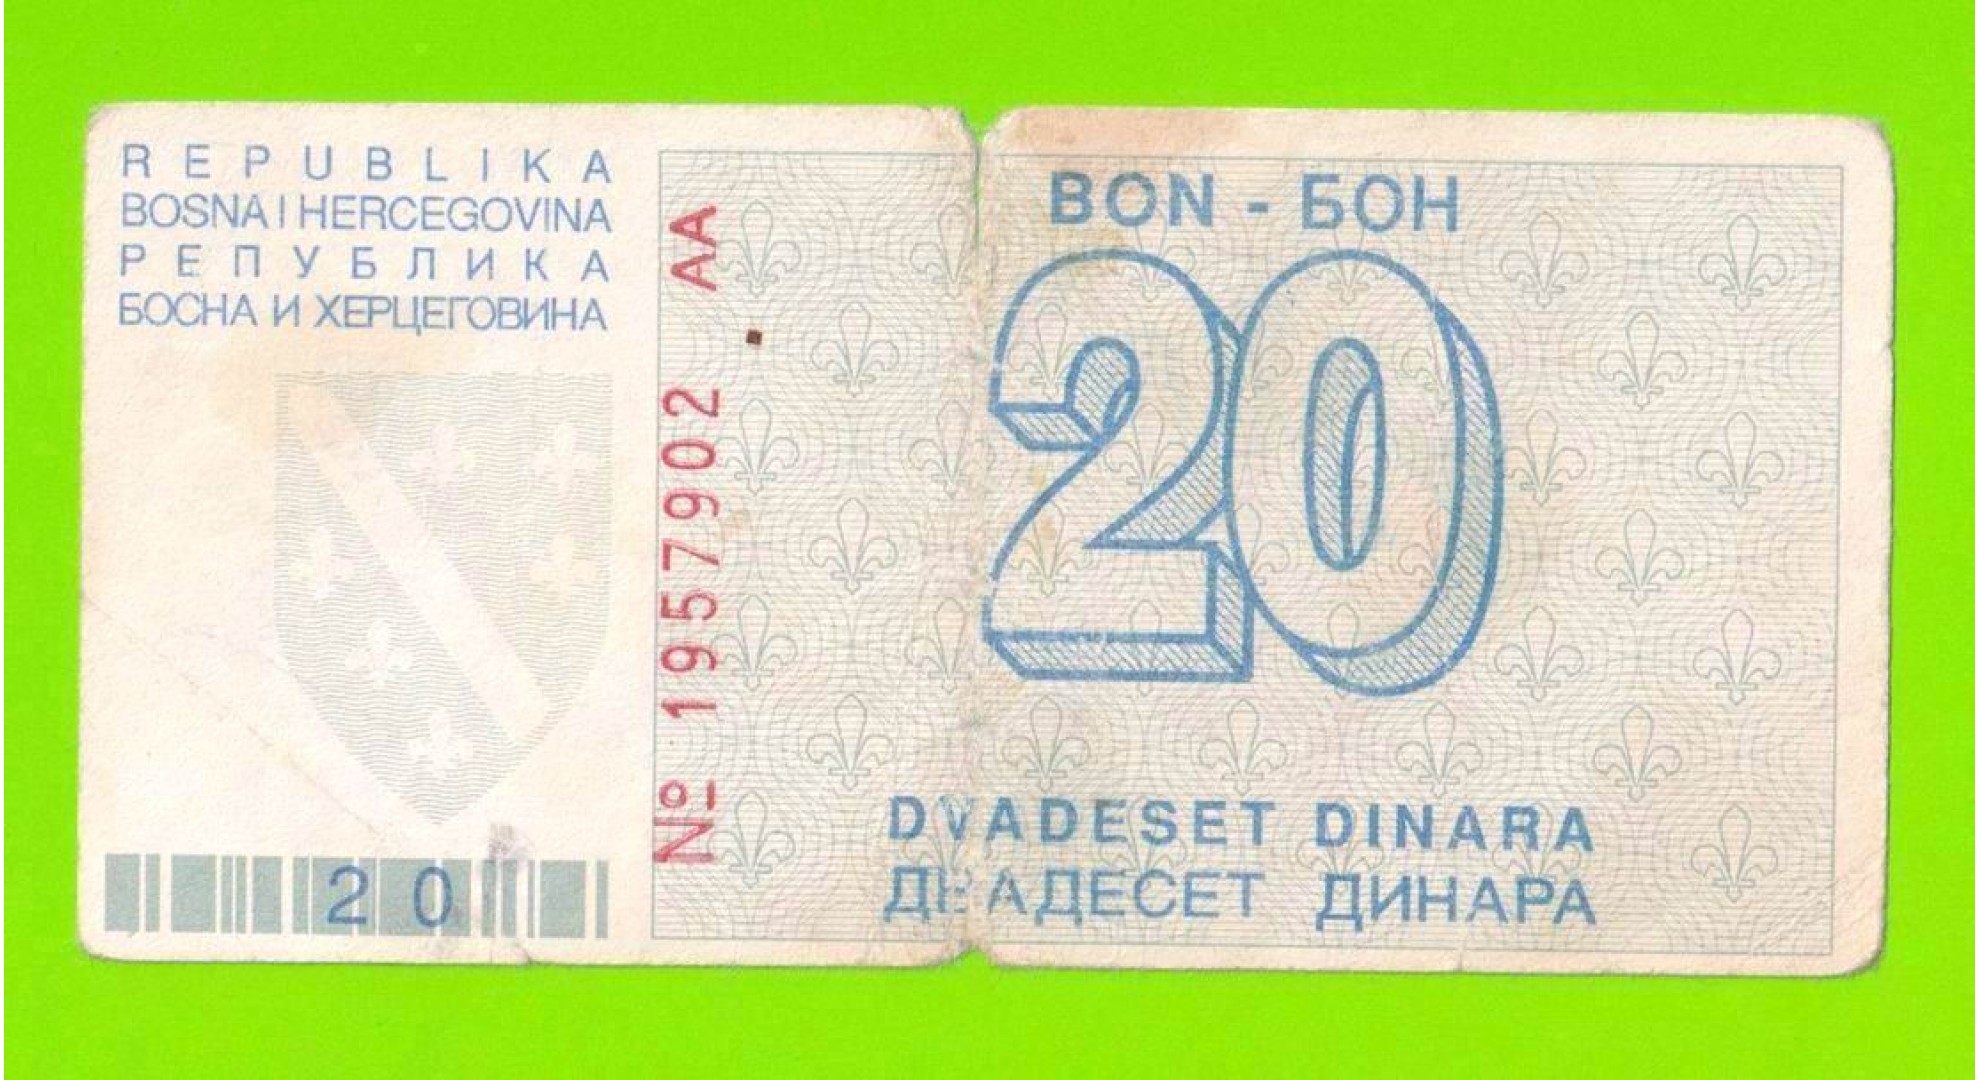 REPUBLIKA
BOSNA I HERCEGOVINA
РЕПУБЛИКА
БОСНА И ХЕРЦЕГОВИНА
20
№ 1957902 AA
BON - БОН
20
DVADESET DINARA
ДВАДЕСЕТ ДИНАРА